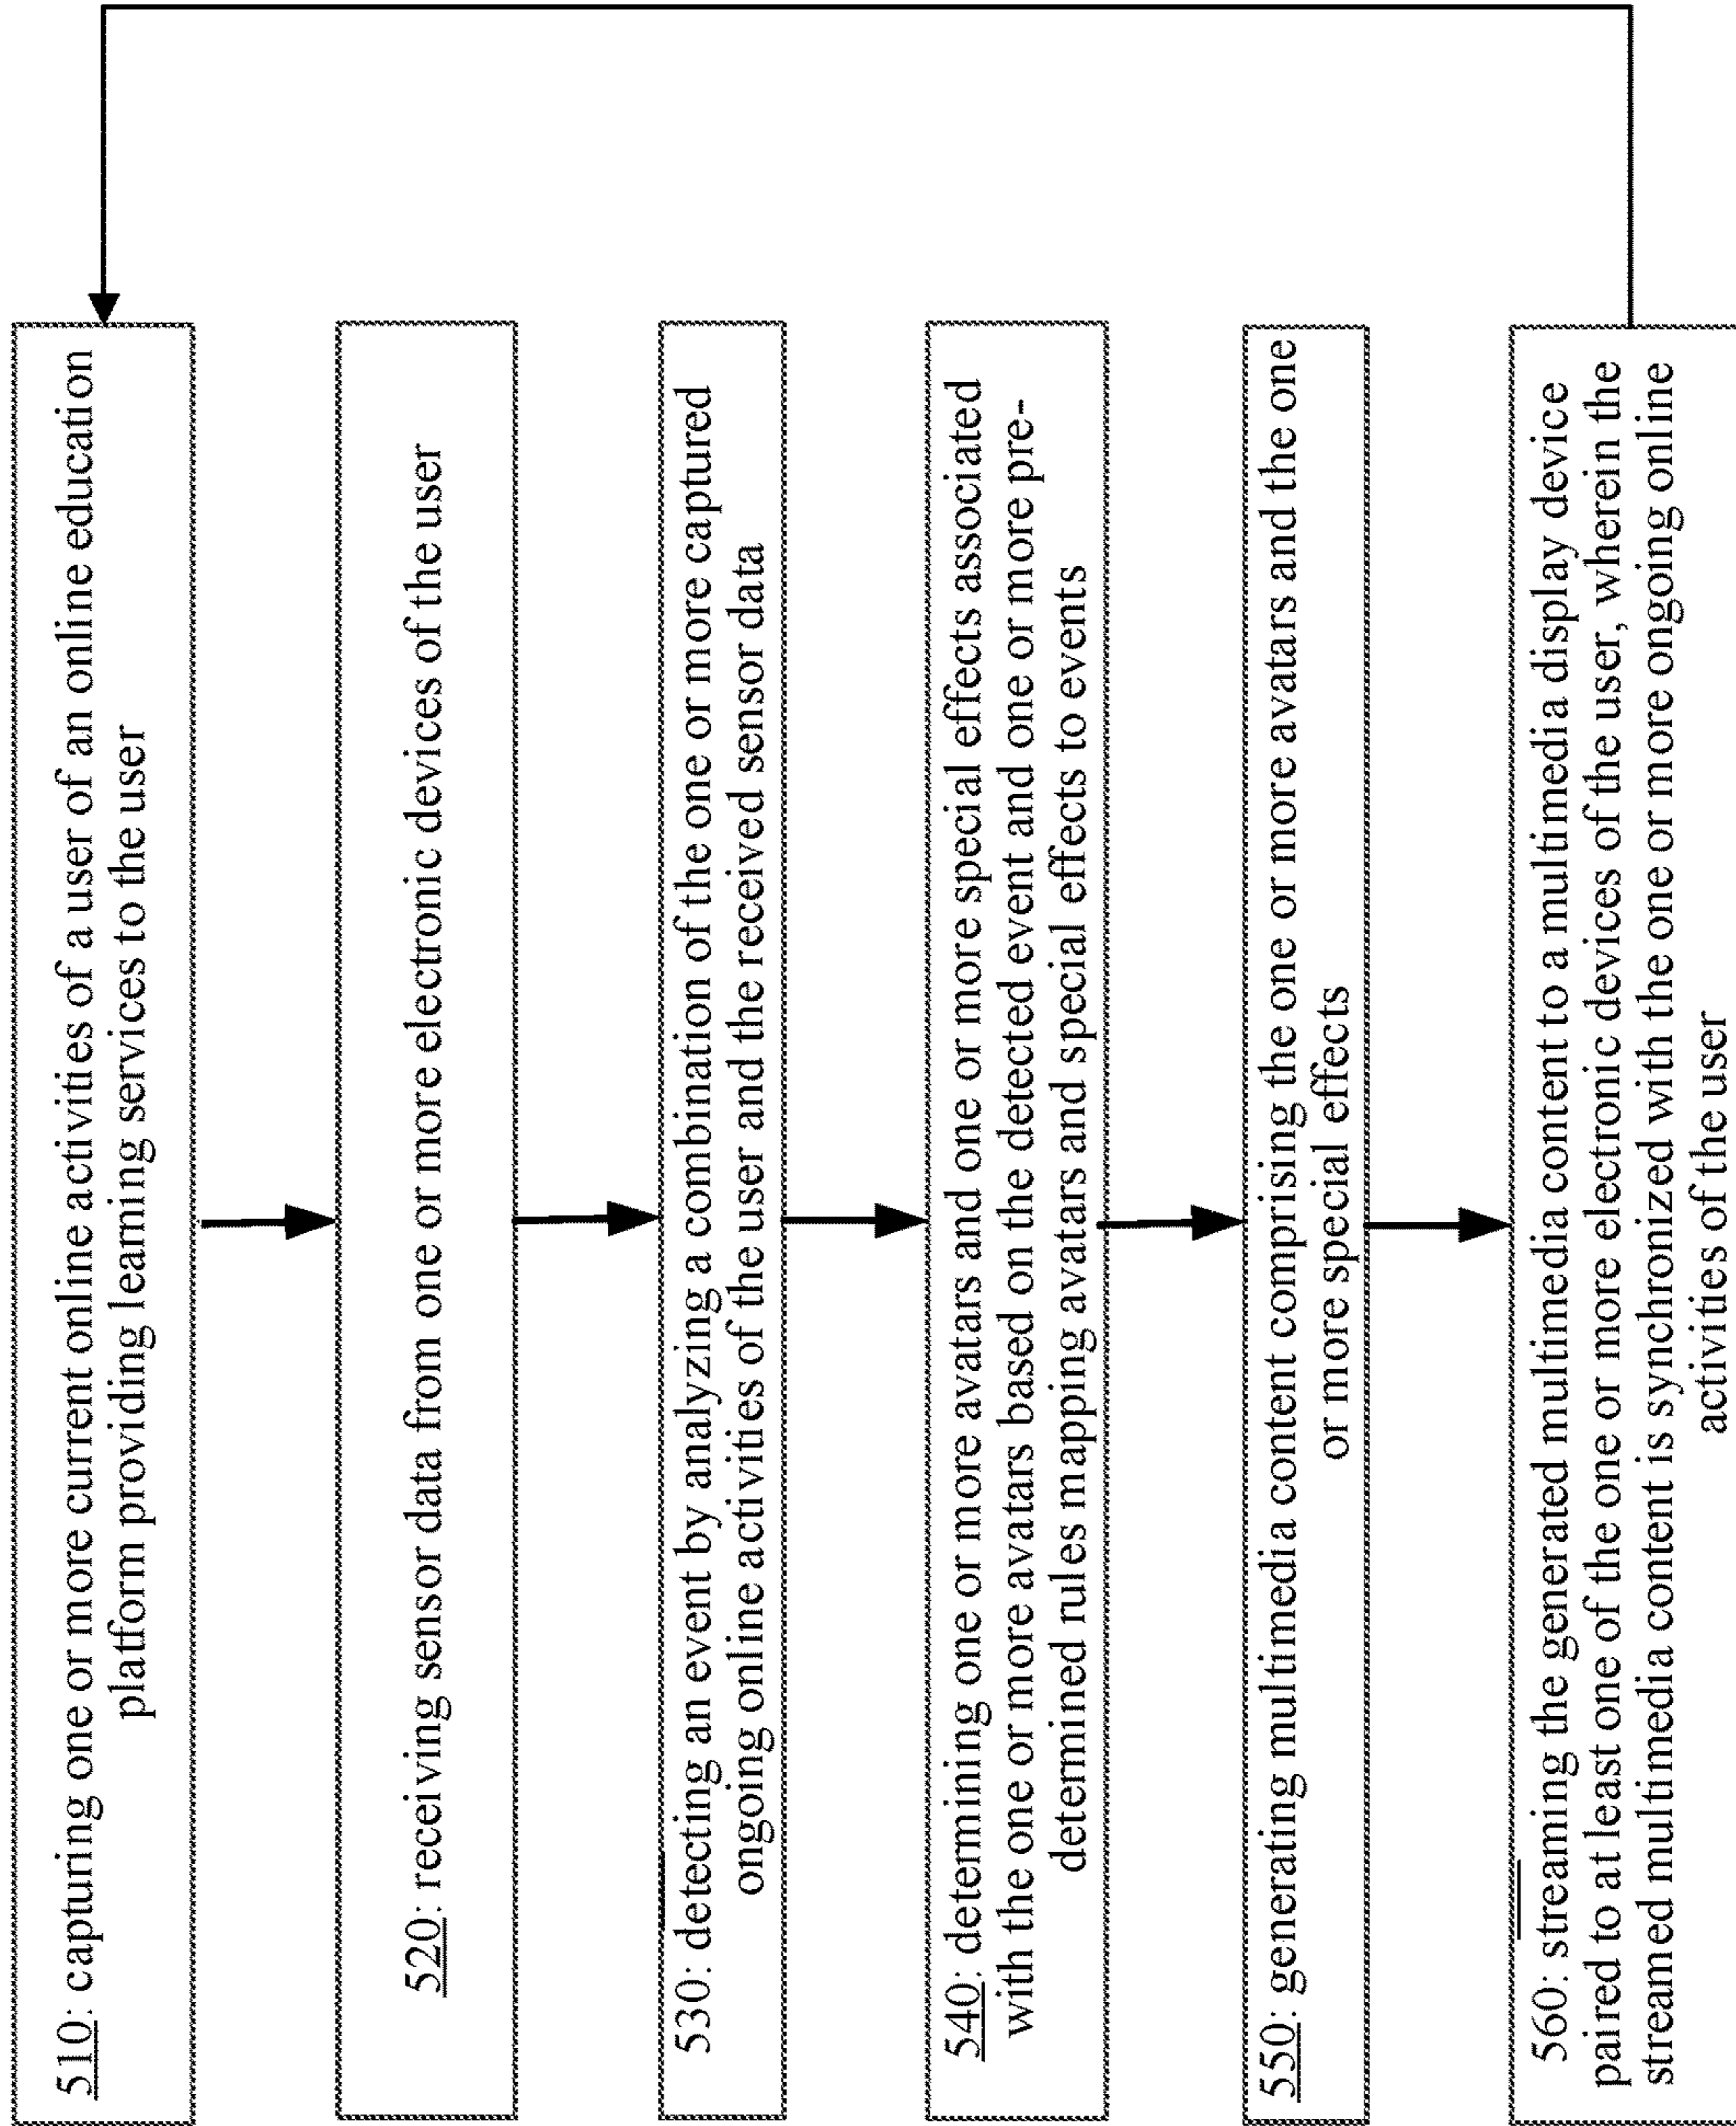 510: capturing one or more current online activities of a user of an online education
platform providing learning services to the user
520: receiving sensor data from one or more electronic devices of the user
530: detecting an event by analyzing a combination of the one or more captured
ongoing online activities of the user and the received sensor data
540: determining one or more avatars and one or more special effects associated
with the one or more avatars based on the detected event and one or more pre-
determined rules mapping avatars and special effects to events
550: generating multimedia content comprising the one or more avatars and the one
or more special effects
560: streaming the generated multimedia content to a multimedia display device
paired to at least one of the one or more electronic devices of the user, wherein the
streamed multimedia content is synchronized with the one or more ongoing online
activities of the user